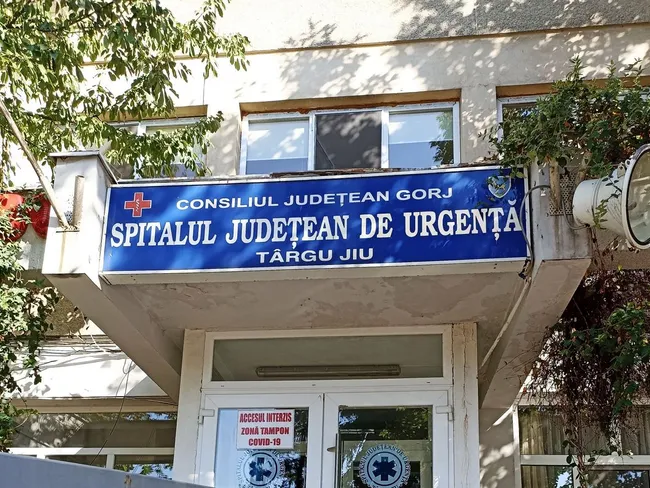 CONSILIUL JUDEȚEAN GORJ
SPITALUL JUDEȚEAN DE URGENȚĂ
TÂRGU JIU
ACCESUL INTERZIS
ZONĂ TAMPON
COVID-19